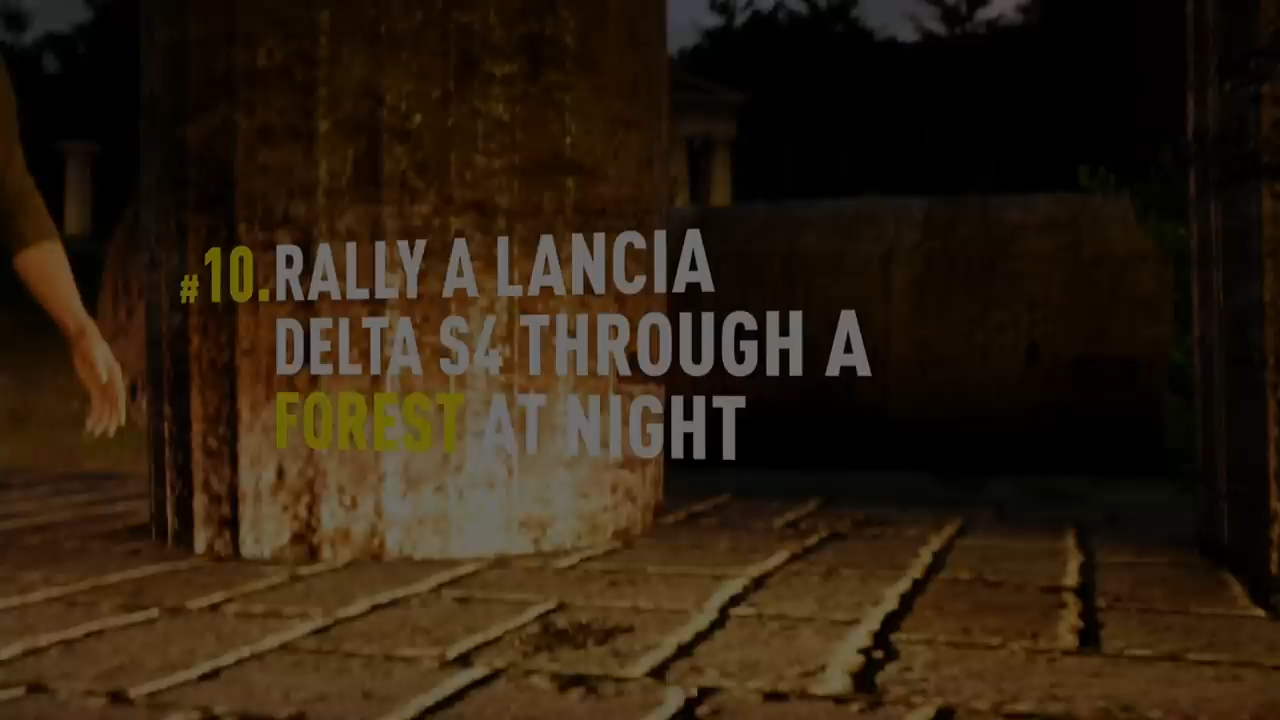 #10. RALLY A LANCIA
DELTA S4 THROUGH A
FOREST AT NIGHT